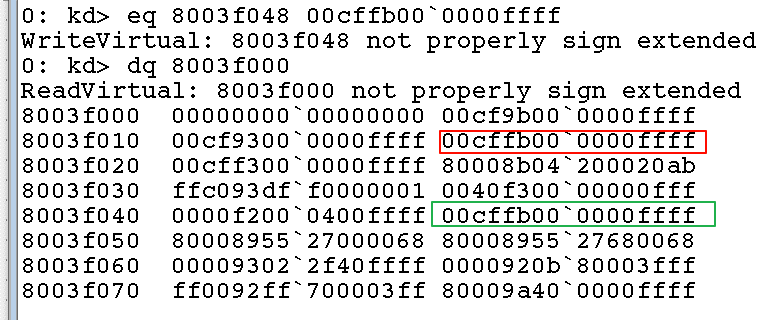 0: kd> eq 8003f048 00cffb00`0000ffff
WriteVirtual: 8003f048 not properly sign extended
0: kd> dq 8003f000
ReadVirtual: 8003f000 not properly sign extended
8003f000  00000000`00000000 00cf9b00`0000ffff
8003f010  00cf9300`0000ffff 00cffb00`0000ffff
8003f020  00cff300`0000ffff 80008b04`200020ab
8003f030  ffc093df`f0000001 0040f300`00000fff
8003f040  0000f200`0400ffff 00cffb00`0000ffff
8003f050  80008955`27000068 80008955`27680068
8003f060  00009302`2f40ffff 0000920b`80003fff
8003f070  ff0092ff`700003ff 80009a40`0000ffff